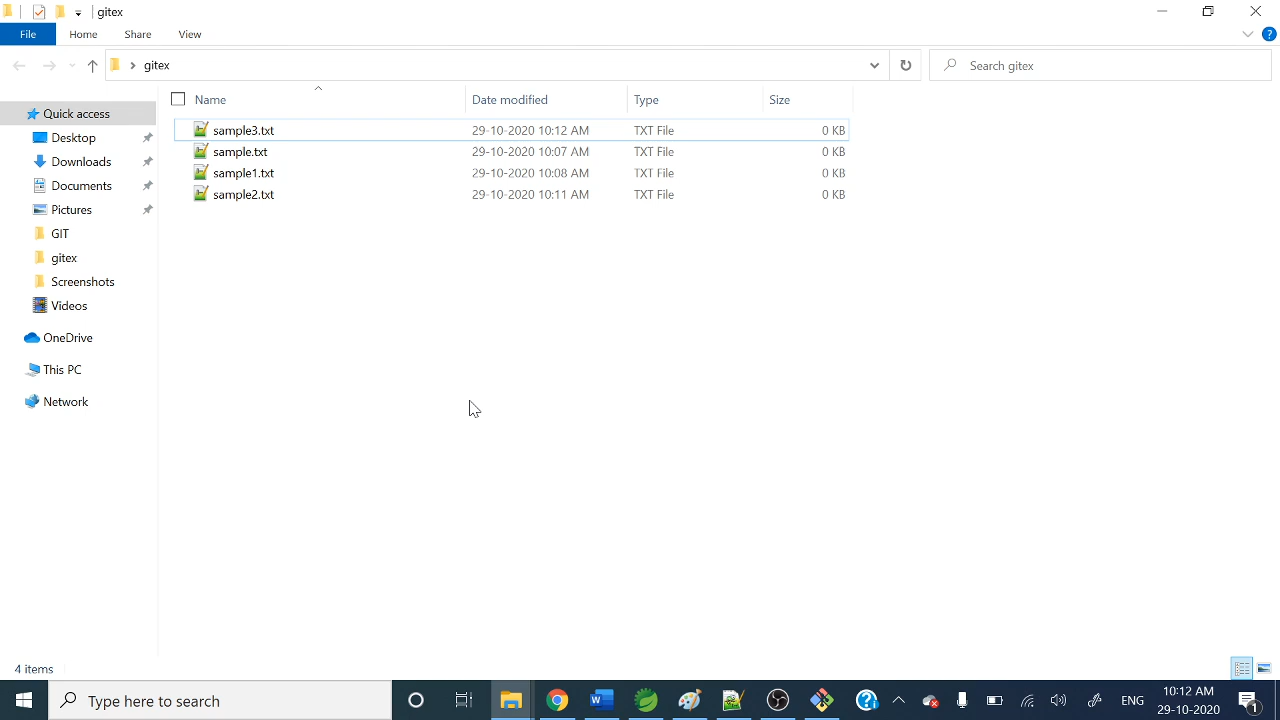 gitex
File Home Share View
gitex
Search gitex
Name Date modified Type Size
sample3.txt 29-10-2020 10:12 AM TXT File 0 KB
sample.txt 29-10-2020 10:07 AM TXT File 0 KB
sample1.txt 29-10-2020 10:08 AM TXT File 0 KB
sample2.txt 29-10-2020 10:11 AM TXT File 0 KB
Quick access
Desktop
Downloads
Documents
Pictures
GIT
gitex
Screenshots
Videos
OneDrive
This PC
Network
4 items
Type here to search
ENG
10:12 AM
29-10-2020
1